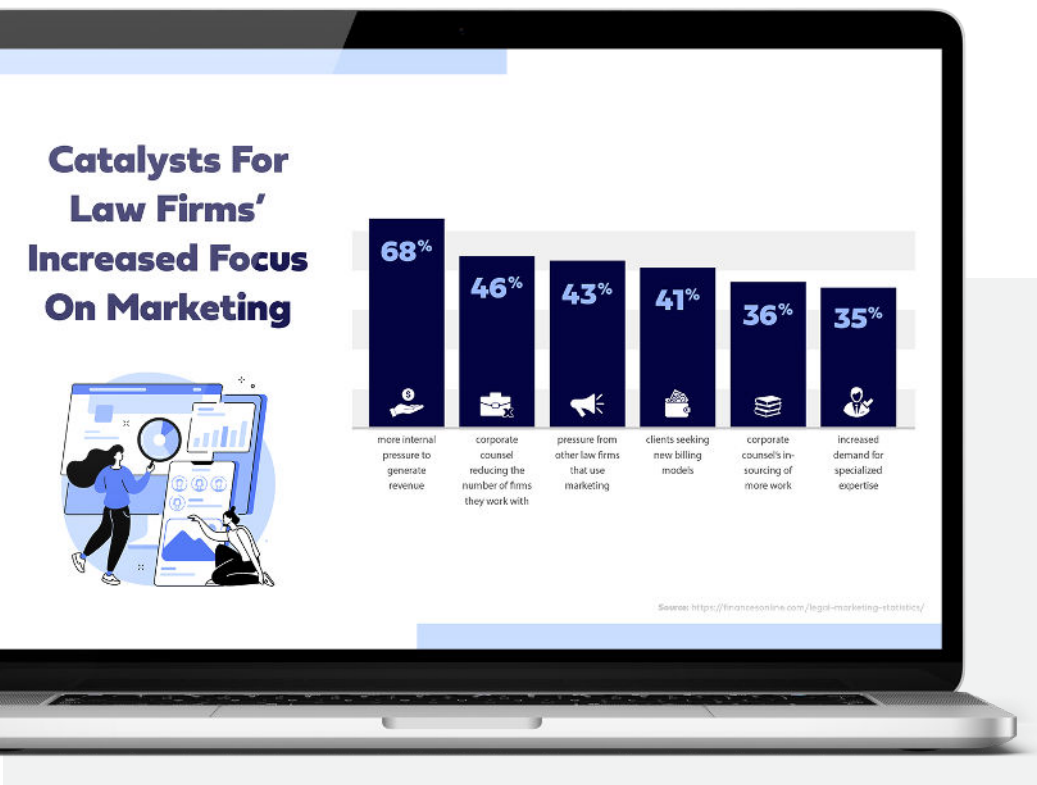 Catalysts For
Law Firms’
Increased Focus
On Marketing
68%
46%
43%
41%
36%
35%
more internal
pressure to
generate
revenue
corporate
counsel
reducing the
number of firms
they work with
pressure from
other law firms
that use
marketing
clients seeking
new billing
models
corporate
counsel's in-
sourcing of
more work
increased
demand for
specialized
expertise
Source: https://financesonline.com/legal-marketing-statistics/